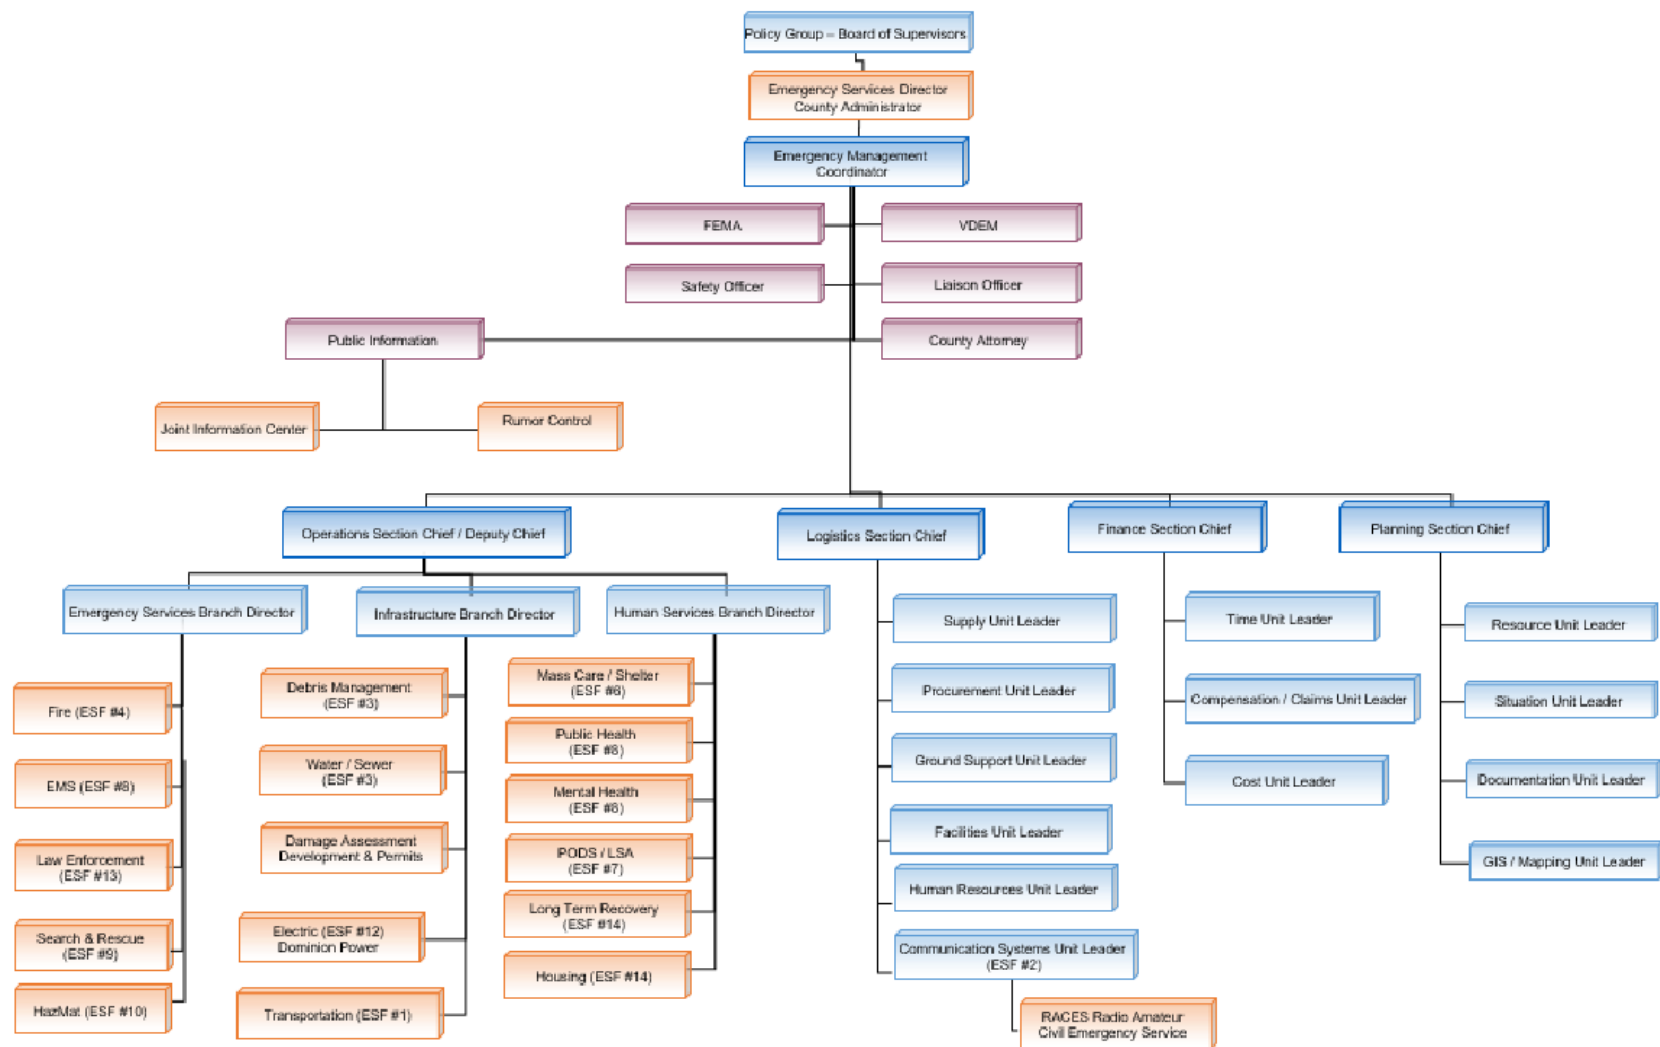 Policy Group – Board of Supervisors
Emergency Services Director
County Administrator
Emergency Management
Coordinator
FEMA
VDEM
Safety Officer
Liaison Officer
Public Information
County Attorney
Joint Information Center
Rumor Control
Operations Section Chief / Deputy Chief
Logistics Section Chief
Finance Section Chief
Planning Section Chief
Emergency Services Branch Director
Infrastructure Branch Director
Human Services Branch Director
Fire (ESF #4)
EMS (ESF #8)
Law Enforcement
(ESF #13)
Search & Rescue
(ESF #9)
HazMat (ESF #10)
Debris Management
(ESF #3)
Water / Sewer
(ESF #3)
Damage Assessment
Development & Permits
Electric (ESF #12)
Dominion Power
Transportation (ESF #1)
Mass Care / Shelter
(ESF #6)
Public Health
(ESF #8)
Mental Health
(ESF #8)
PODS / LSA
(ESF #7)
Long Term Recovery
(ESF #14)
Housing (ESF #14)
Supply Unit Leader
Procurement Unit Leader
Ground Support Unit Leader
Facilities Unit Leader
Human Resources Unit Leader
Communication Systems Unit Leader
(ESF #2)
RACES Radio Amateur
Civil Emergency Service
Time Unit Leader
Compensation / Claims Unit Leader
Cost Unit Leader
Resource Unit Leader
Situation Unit Leader
Documentation Unit Leader
GIS / Mapping Unit Leader